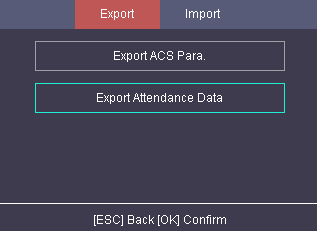 Export Import
Export ACS Para.
Export Attendance Data
[ESC] Back [OK] Confirm